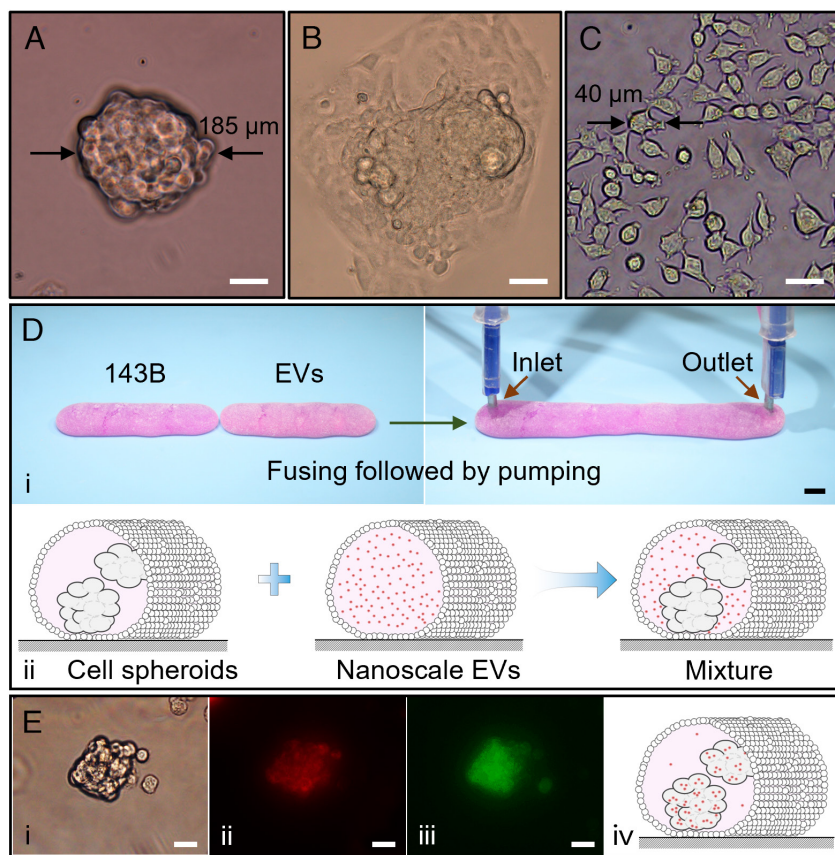 A
185 µm
B
C
40 µm
D
143B
EVs
Inlet
Outlet
Fusing followed by pumping
i
ii
Cell spheroids
Nanoscale EVs
Mixture
E
i
ii
iii
iv